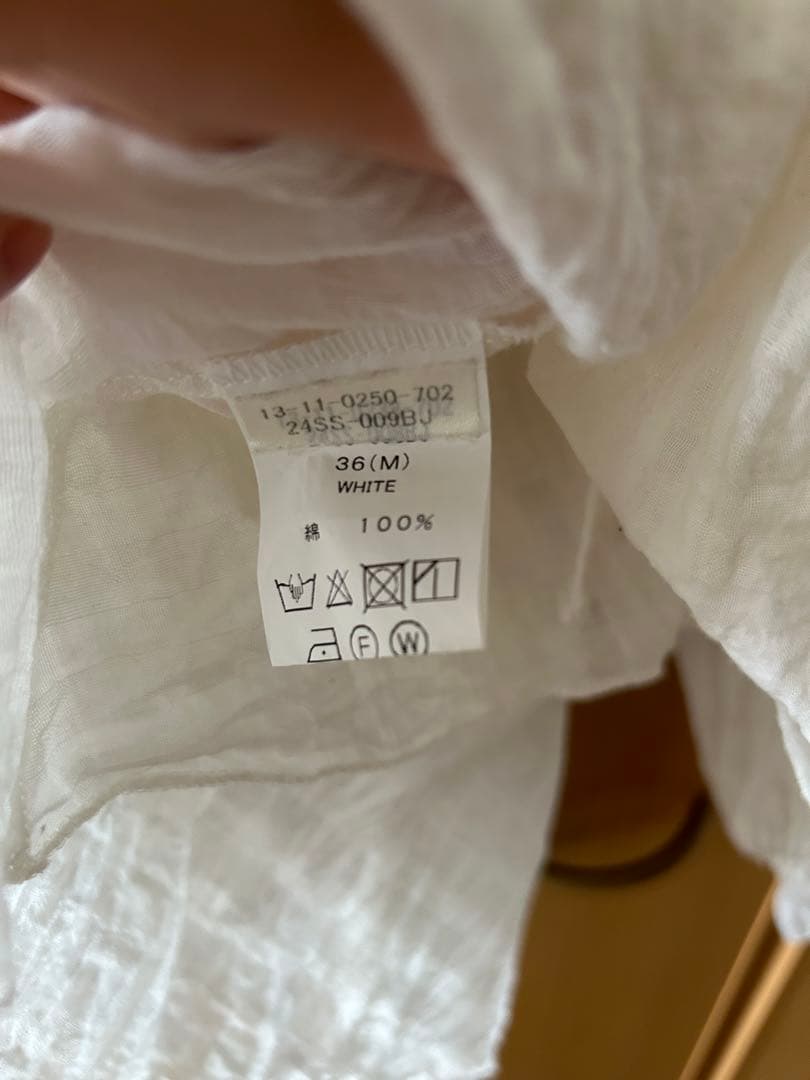 13-11-0250-702
24SS-009BJ
36(M)
WHITE
綿 100%
F W